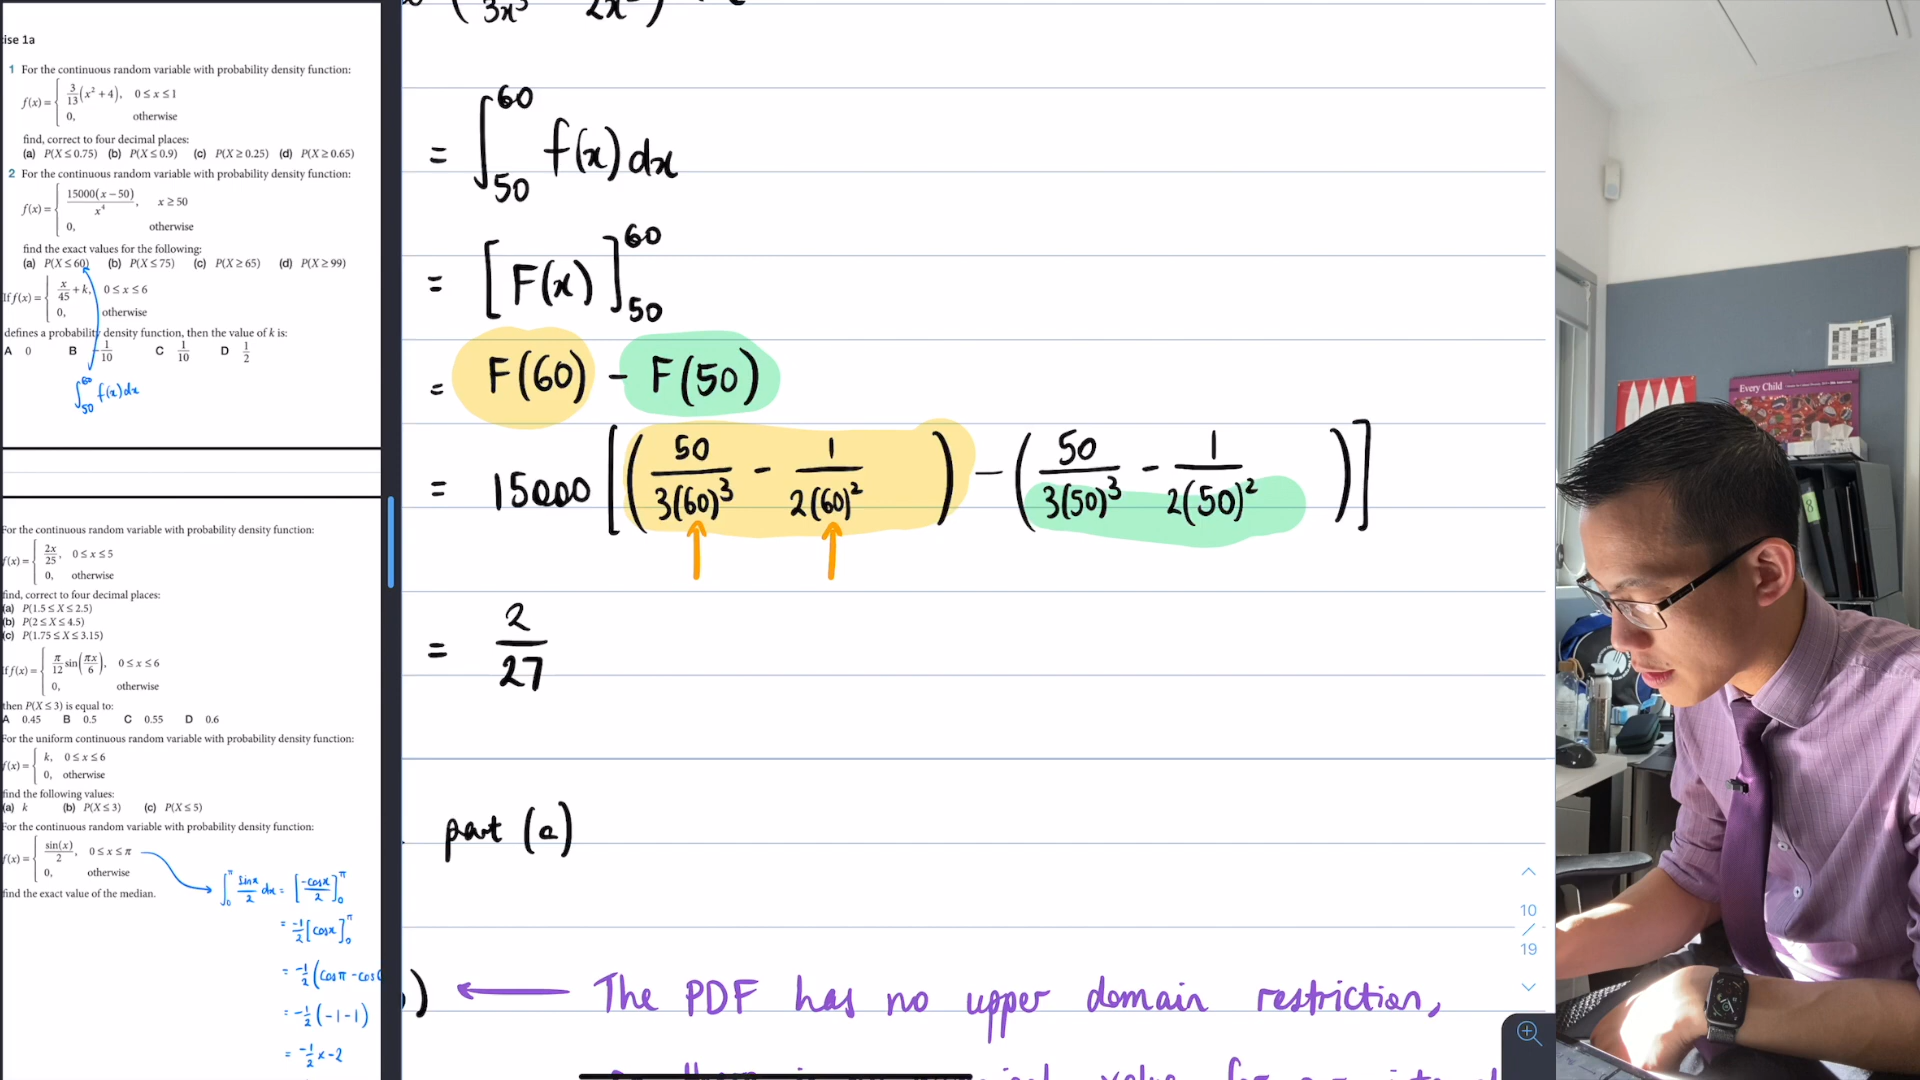 ise 1a
1 For the continuous random variable with probability density function:
f(x) = { 3/13 (x² + 4), 0 ≤ x ≤ 1
0, otherwise
find, correct to four decimal places:
(a) P(X ≤ 0.75) (b) P(X ≤ 0.9) (c) P(X ≥ 0.25) (d) P(X ≥ 0.65)
2 For the continuous random variable with probability density function:
f(x) = { 15000(x − 50)/x⁴, x ≥ 50
0, otherwise
find the exact values for the following:
(a) P(X ≤ 60) (b) P(X ≤ 75) (c) P(X ≥ 65) (d) P(X ≥ 99)
If f(x) = { x/45 + k, 0 ≤ x ≤ 6
0, otherwise
defines a probability density function, then the value of k is:
A 0 B −1/10 C 1/10 D 1/2
∫₅₀⁶⁰ f(x) dx
For the continuous random variable with probability density function:
f(x) = { 2x/25, 0 ≤ x ≤ 5
0, otherwise
find, correct to four decimal places:
(a) P(1.5 ≤ X ≤ 2.5)
(b) P(2 ≤ X ≤ 4.5)
(c) P(1.75 ≤ X ≤ 3.15)
If f(x) = { π/12 sin(πx/6), 0 ≤ x ≤ 6
0, otherwise
then P(X ≤ 3) is equal to:
A 0.45 B 0.5 C 0.55 D 0.6
For the uniform continuous random variable with probability density function:
f(x) = { k, 0 ≤ x ≤ 6
0, otherwise
find the following values:
(a) k (b) P(X ≤ 3) (c) P(X ≤ 5)
For the continuous random variable with probability density function:
f(x) = { sin(x)/2, 0 ≤ x ≤ π
0, otherwise
find the exact value of the median.
∫₀^π sinx/2 dx = [−cosx/2]₀^π
= −1/2 [cosx]₀^π
= −1/2 (cosπ − cos
= −1/2 (−1 − 1)
= −1/2 x −2
3x³ 2x²
= ∫₅₀⁶⁰ f(x) dx
= [F(x)]₅₀⁶⁰
= F(60) − F(50)
= 15000 [(50/3(60)³ − 1/2(60)²) − (50/3(50)³ − 1/2(50)²)]
= 2/27
part (a)
) ← The PDF has no upper domain restriction,
10
/
19
Every Child
8